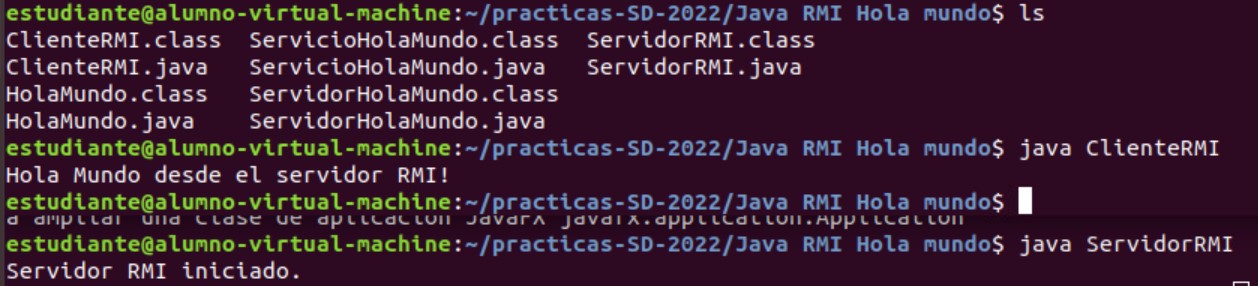 estudiante@alumno-virtual-machine:~/practicas-SD-2022/Java RMI Hola mundo$ ls
ClienteRMI.class ServicioHolaMundo.class ServidorRMI.class
ClienteRMI.java ServicioHolaMundo.java ServidorRMI.java
HolaMundo.class ServidorHolaMundo.class
HolaMundo.java ServidorHolaMundo.java
estudiante@alumno-virtual-machine:~/practicas-SD-2022/Java RMI Hola mundo$ java ClienteRMI
Hola Mundo desde el servidor RMI!
estudiante@alumno-virtual-machine:~/practicas-SD-2022/Java RMI Hola mundo$
a ampliar una clase de aplicación JavaFX javafx.application.Application
estudiante@alumno-virtual-machine:~/practicas-SD-2022/Java RMI Hola mundo$ java ServidorRMI
Servidor RMI iniciado.